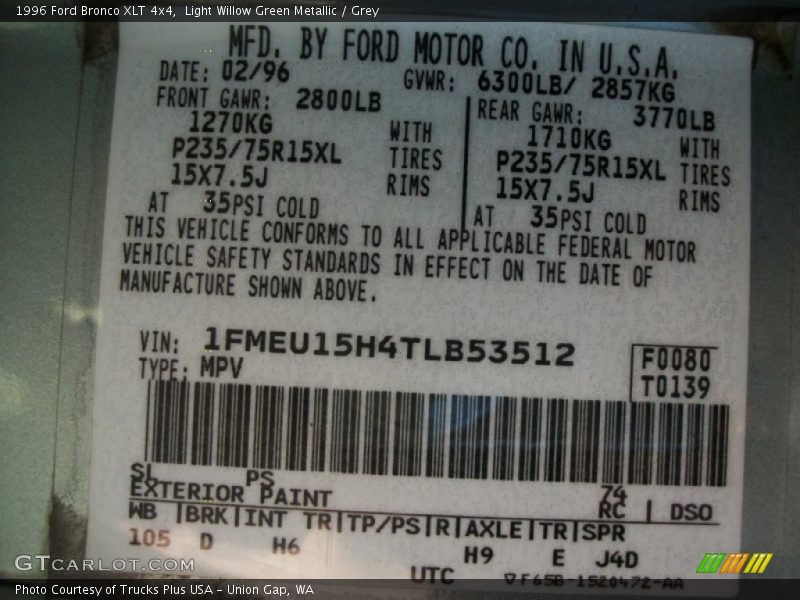 1996 Ford Bronco XLT 4x4, Light Willow Green Metallic / Grey
MFD. BY FORD MOTOR CO. IN U.S.A.
DATE: 02/96 GVWR: 6300LB/ 2857KG
FRONT GAWR: 2800LB REAR GAWR: 3770LB
1270KG WITH 1710KG WITH
P235/75R15XL TIRES P235/75R15XL TIRES
15X7.5J RIMS 15X7.5J RIMS
AT 35PSI COLD AT 35PSI COLD
THIS VEHICLE CONFORMS TO ALL APPLICABLE FEDERAL MOTOR
VEHICLE SAFETY STANDARDS IN EFFECT ON THE DATE OF
MANUFACTURE SHOWN ABOVE.
VIN: 1FMEU15H4TLB53512 F0080
TYPE: MPV T0139
SL PS 74
EXTERIOR PAINT RC DSO
WB BRK INT TR TP/PS R AXLE TR SPR
105 D H6 H9 E J4D
UTC ▽F65B-1520472-AA
GTCARLOT.COM
Photo Courtesy of Trucks Plus USA - Union Gap, WA